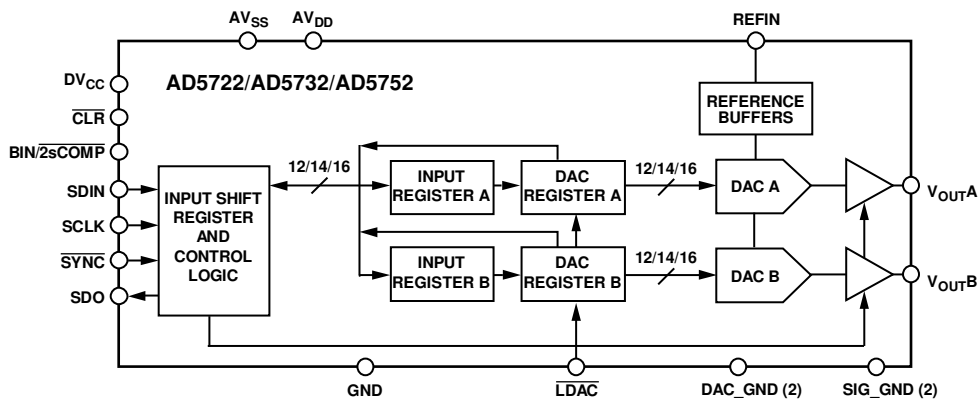 AVSS AVDD REFIN
DVCC
AD5722/AD5732/AD5752
CLR
BIN/2sCOMP
SDIN
SCLK
SYNC
SDO
INPUT SHIFT
REGISTER
AND
CONTROL
LOGIC
12/14/16
INPUT
REGISTER A
DAC
REGISTER A
12/14/16
REFERENCE
BUFFERS
DAC A
VOUTA
INPUT
REGISTER B
DAC
REGISTER B
12/14/16
DAC B
VOUTB
GND
LDAC
DAC_GND (2)
SIG_GND (2)